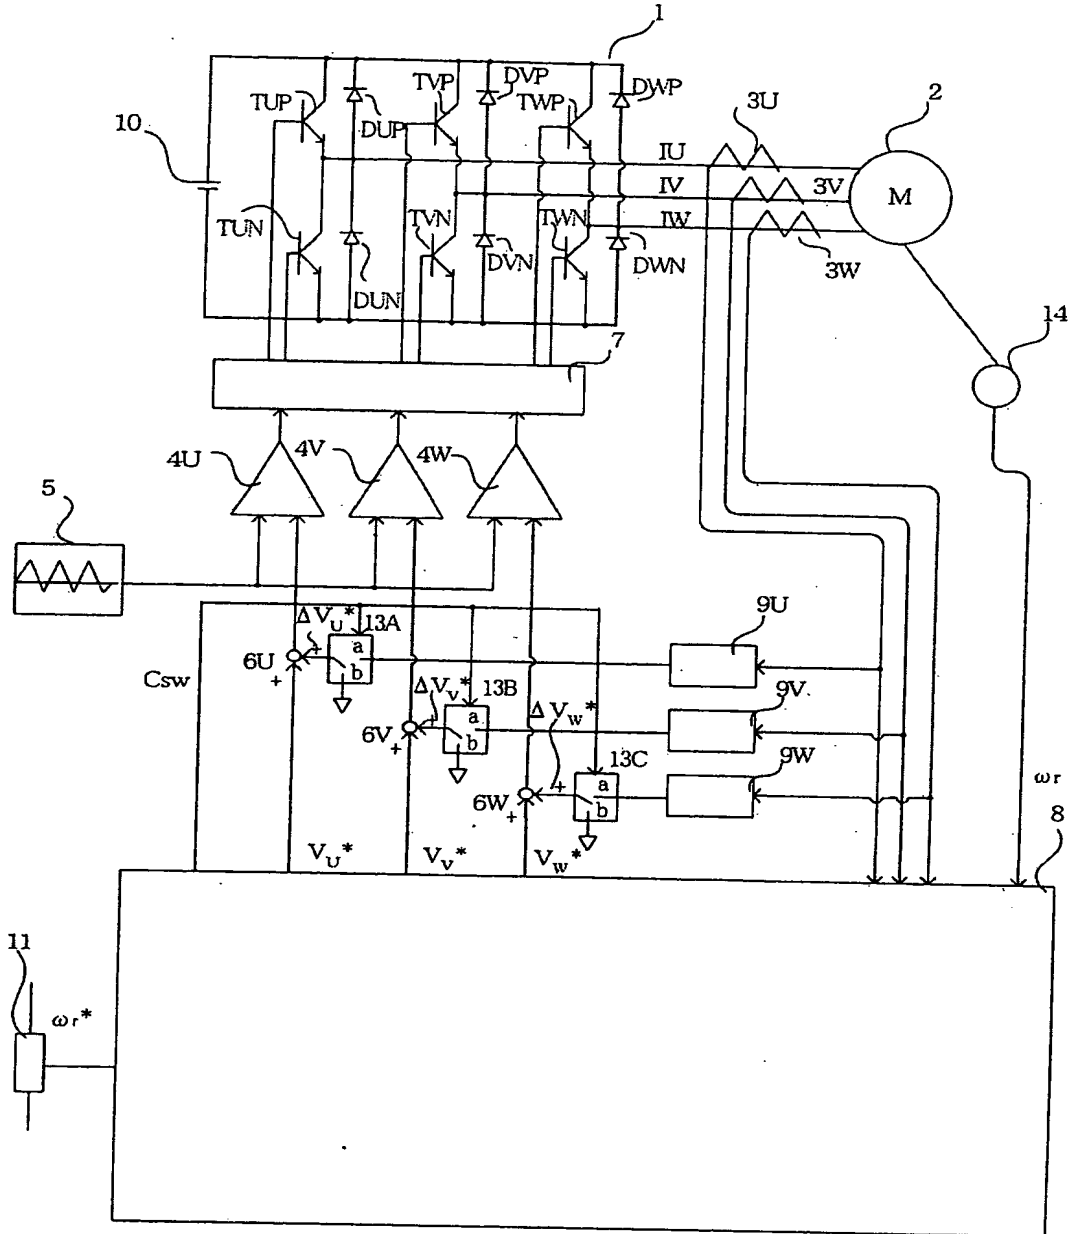 1
TUP
DUP
TVP
DVP
TWP
DWP
10
3U
2
IU
IV
3V
M
IW
3W
TUN
DUN
TVN
DVN
TWN
DWN
14
7
4U
4V
4W
5
ΔVU*
13A
a
b
6U
+
+
Csw
ΔVV*
13B
a
b
6V
+
+
ΔVW*
13C
a
b
6W
+
+
9U
9V
9W
ωr
8
VU*
VV*
VW*
11
ωr*